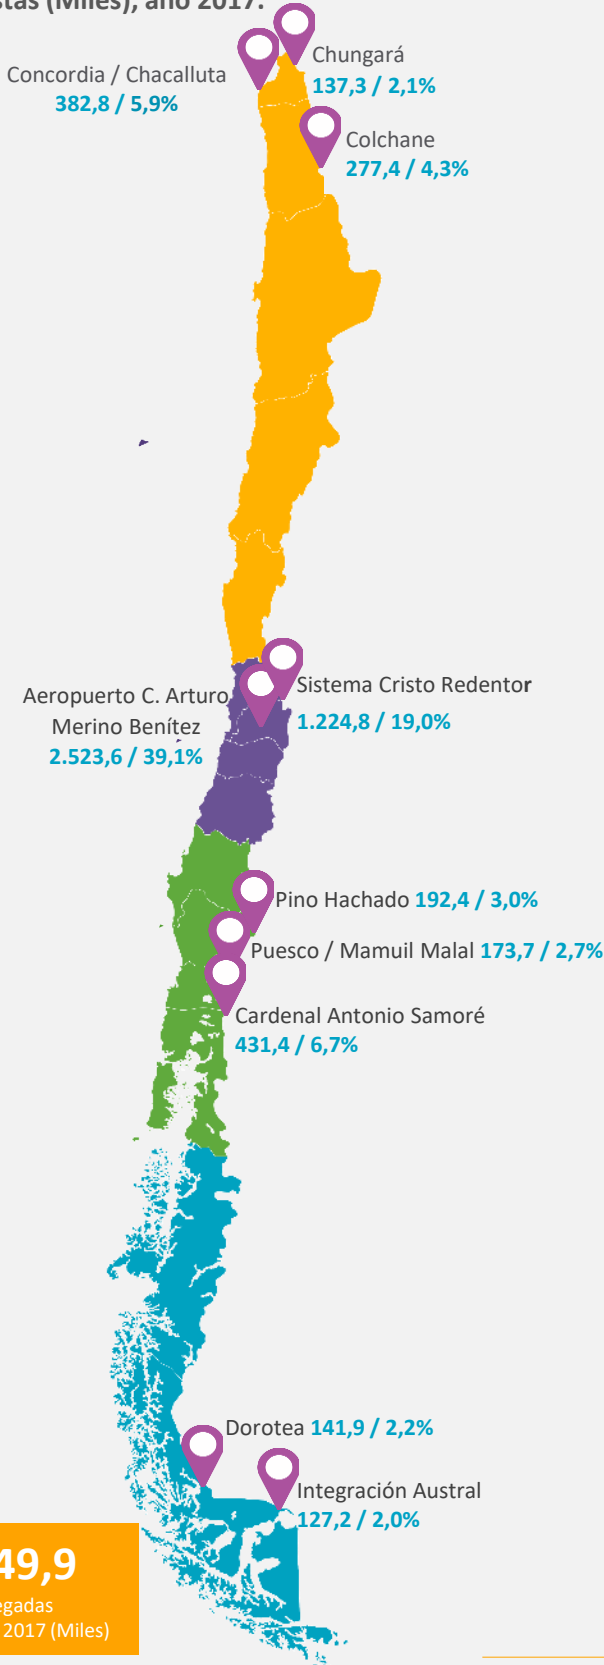 (Miles), año 2017.
Chungará
137,3 / 2,1%
Concordia / Chacalluta
382,8 / 5,9%
Colchane
277,4 / 4,3%
Sistema Cristo Redentor
1.224,8 / 19,0%
Aeropuerto C. Arturo
Merino Benítez
2.523,6 / 39,1%
Pino Hachado 192,4 / 3,0%
Puesco / Mamuil Malal 173,7 / 2,7%
Cardenal Antonio Samoré
431,4 / 6,7%
Dorotea 141,9 / 2,2%
Integración Austral
127,2 / 2,0%
49,9
2017 (Miles)